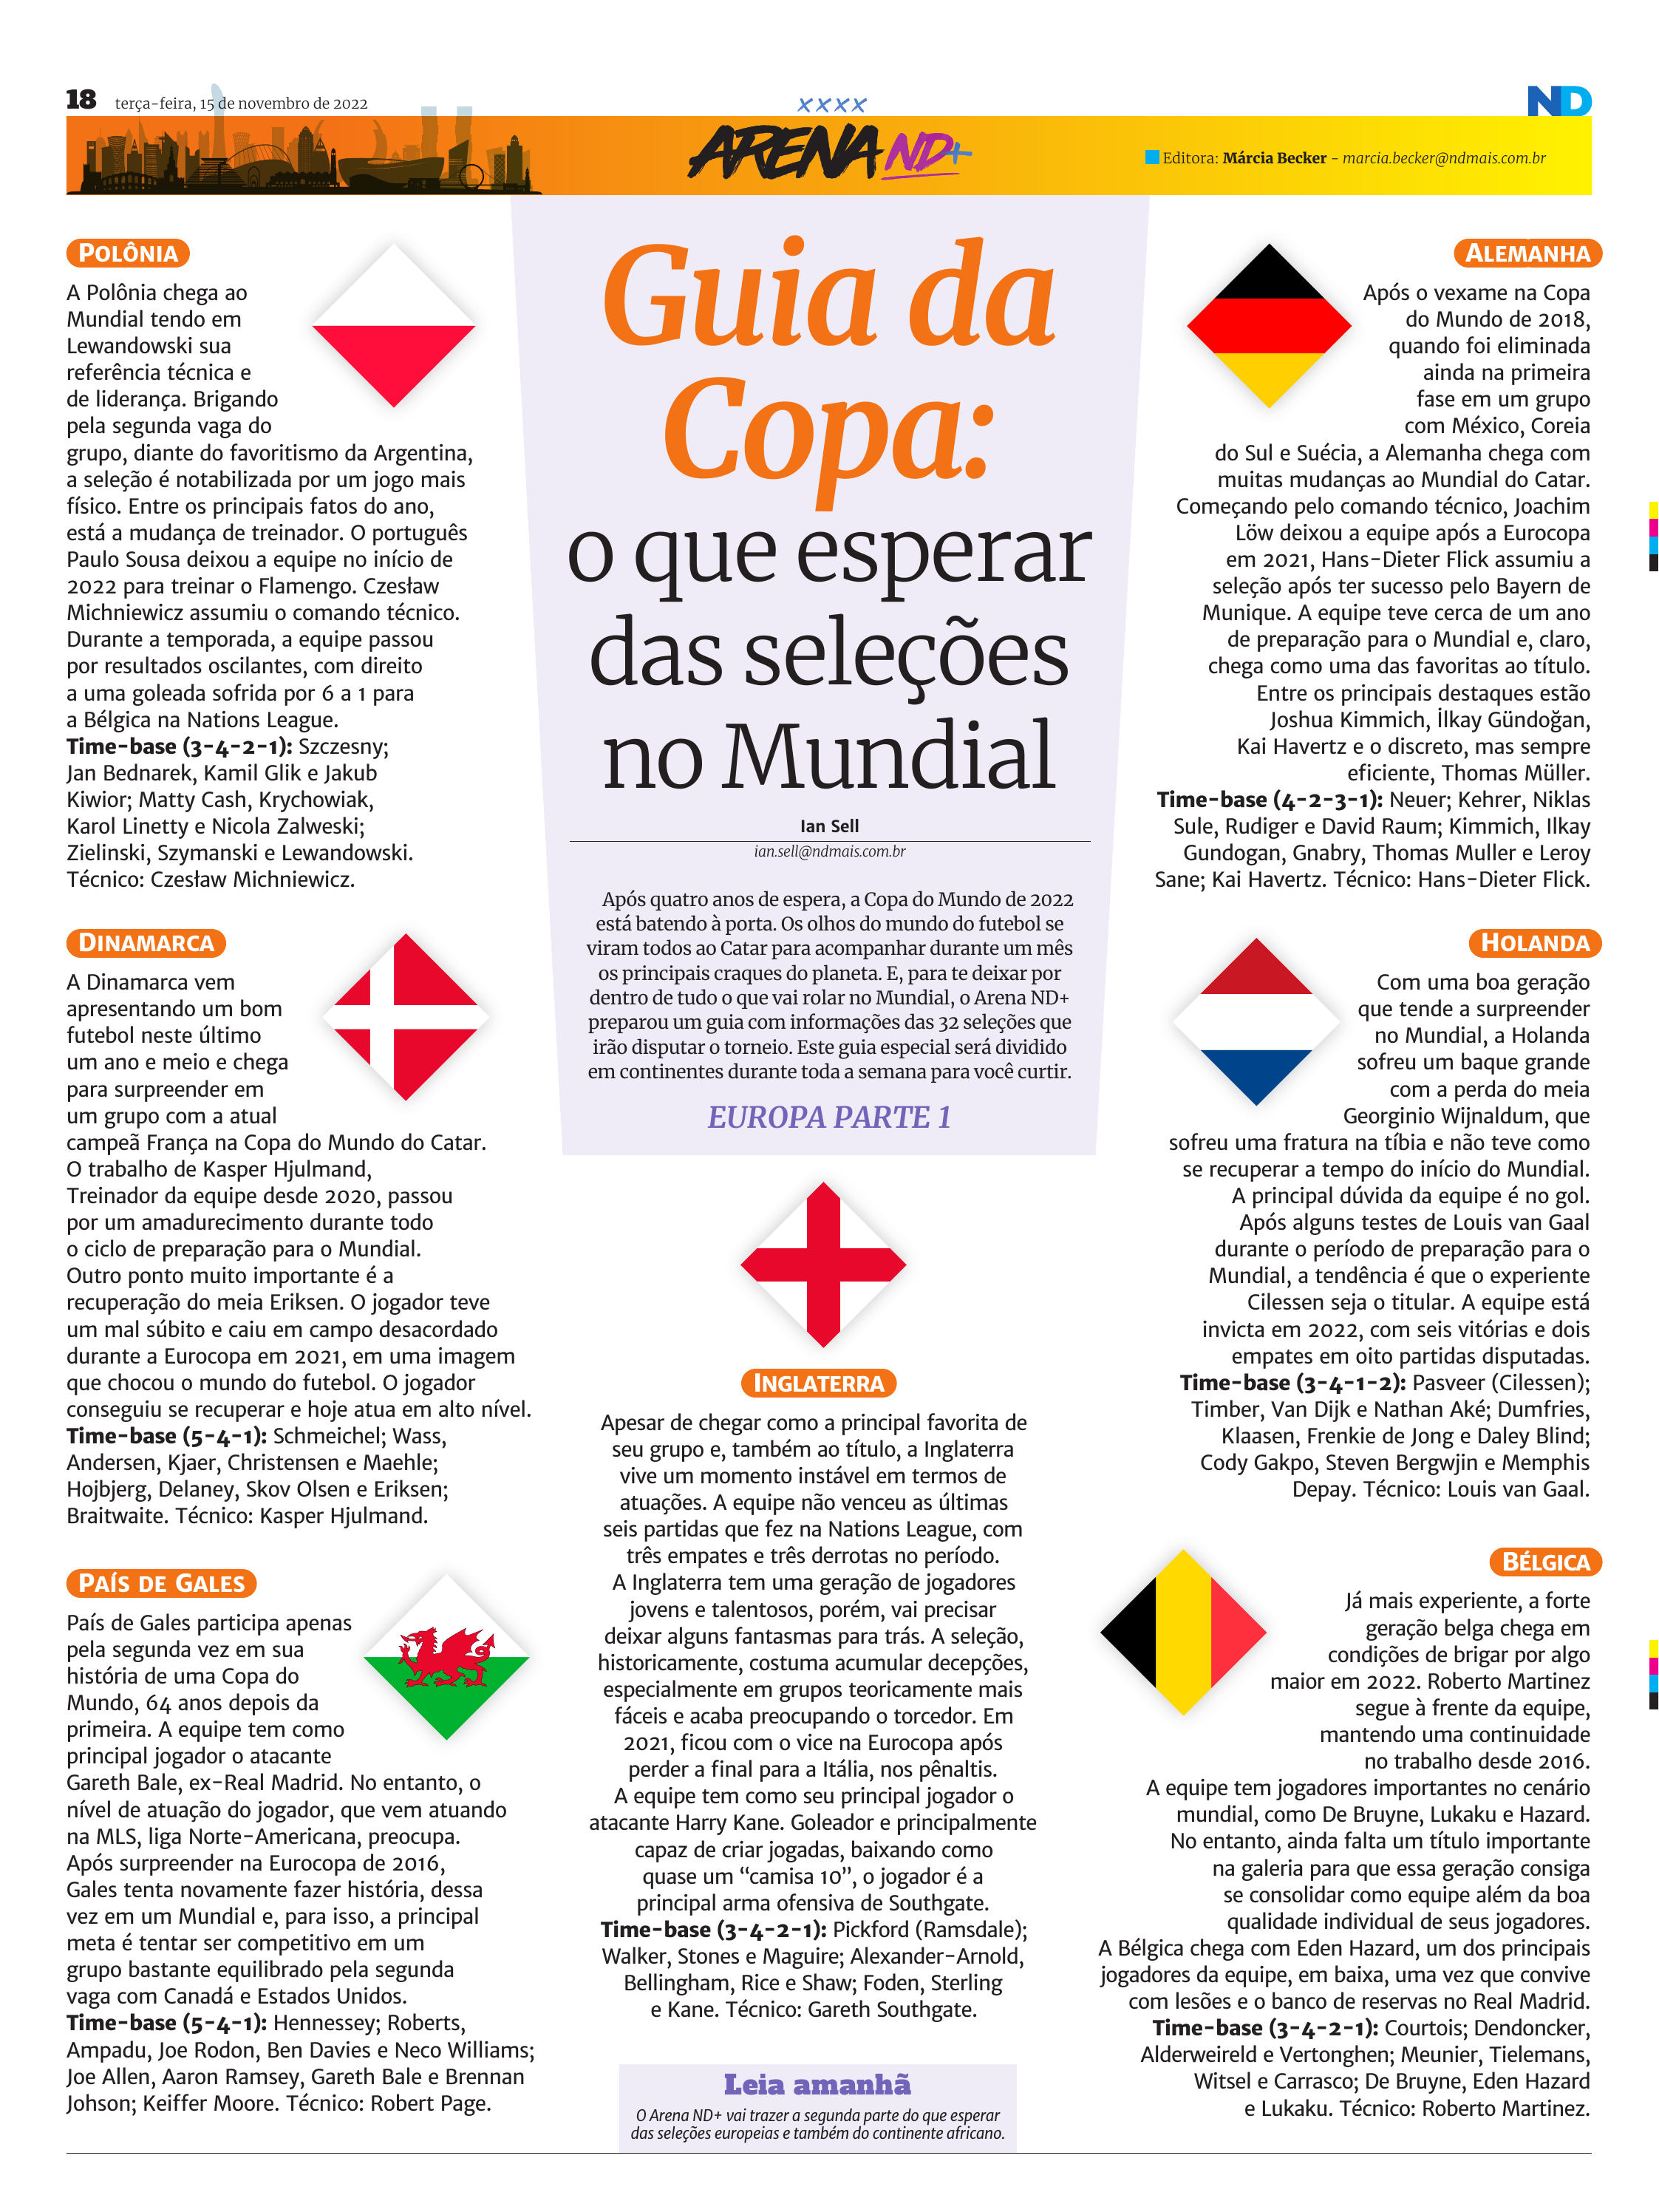 18 terça-feira, 15 de novembro de 2022
xxxx
ND
ARENA ND+
Editora: Márcia Becker - marcia.becker@ndmais.com.br
POLÔNIA
A Polônia chega ao
Mundial tendo em
Lewandowski sua
referência técnica e
de liderança. Brigando
pela segunda vaga do
grupo, diante do favoritismo da Argentina,
a seleção é notabilizada por um jogo mais
físico. Entre os principais fatos do ano,
está a mudança de treinador. O português
Paulo Sousa deixou a equipe no início de
2022 para treinar o Flamengo. Czesław
Michniewicz assumiu o comando técnico.
Durante a temporada, a equipe passou
por resultados oscilantes, com direito
a uma goleada sofrida por 6 a 1 para
a Bélgica na Nations League.
Time-base (3-4-2-1): Szczesny;
Jan Bednarek, Kamil Glik e Jakub
Kiwior; Matty Cash, Krychowiak,
Karol Linetty e Nicola Zalweski;
Zielinski, Szymanski e Lewandowski.
Técnico: Czesław Michniewicz.
DINAMARCA
A Dinamarca vem
apresentando um bom
futebol neste último
um ano e meio e chega
para surpreender em
um grupo com a atual
campeã França na Copa do Mundo do Catar.
O trabalho de Kasper Hjulmand,
Treinador da equipe desde 2020, passou
por um amadurecimento durante todo
o ciclo de preparação para o Mundial.
Outro ponto muito importante é a
recuperação do meia Eriksen. O jogador teve
um mal súbito e caiu em campo desacordado
durante a Eurocopa em 2021, em uma imagem
que chocou o mundo do futebol. O jogador
conseguiu se recuperar e hoje atua em alto nível.
Time-base (5-4-1): Schmeichel; Wass,
Andersen, Kjaer, Christensen e Maehle;
Hojbjerg, Delaney, Skov Olsen e Eriksen;
Braitwaite. Técnico: Kasper Hjulmand.
PAÍS DE GALES
País de Gales participa apenas
pela segunda vez em sua
história de uma Copa do
Mundo, 64 anos depois da
primeira. A equipe tem como
principal jogador o atacante
Gareth Bale, ex-Real Madrid. No entanto, o
nível de atuação do jogador, que vem atuando
na MLS, liga Norte-Americana, preocupa.
Após surpreender na Eurocopa de 2016,
Gales tenta novamente fazer história, dessa
vez em um Mundial e, para isso, a principal
meta é tentar ser competitivo em um
grupo bastante equilibrado pela segunda
vaga com Canadá e Estados Unidos.
Time-base (5-4-1): Hennessey; Roberts,
Ampadu, Joe Rodon, Ben Davies e Neco Williams;
Joe Allen, Aaron Ramsey, Gareth Bale e Brennan
Johson; Keiffer Moore. Técnico: Robert Page.
Guia da
Copa:
o que esperar
das seleções
no Mundial
Ian Sell
ian.sell@ndmais.com.br
Após quatro anos de espera, a Copa do Mundo de 2022
está batendo à porta. Os olhos do mundo do futebol se
viram todos ao Catar para acompanhar durante um mês
os principais craques do planeta. E, para te deixar por
dentro de tudo o que vai rolar no Mundial, o Arena ND+
preparou um guia com informações das 32 seleções que
irão disputar o torneio. Este guia especial será dividido
em continentes durante toda a semana para você curtir.
EUROPA PARTE 1
INGLATERRA
Apesar de chegar como a principal favorita de
seu grupo e, também ao título, a Inglaterra
vive um momento instável em termos de
atuações. A equipe não venceu as últimas
seis partidas que fez na Nations League, com
três empates e três derrotas no período.
A Inglaterra tem uma geração de jogadores
jovens e talentosos, porém, vai precisar
deixar alguns fantasmas para trás. A seleção,
historicamente, costuma acumular decepções,
especialmente em grupos teoricamente mais
fáceis e acaba preocupando o torcedor. Em
2021, ficou com o vice na Eurocopa após
perder a final para a Itália, nos pênaltis.
A equipe tem como seu principal jogador o
atacante Harry Kane. Goleador e principalmente
capaz de criar jogadas, baixando como
quase um “camisa 10”, o jogador é a
principal arma ofensiva de Southgate.
Time-base (3-4-2-1): Pickford (Ramsdale);
Walker, Stones e Maguire; Alexander-Arnold,
Bellingham, Rice e Shaw; Foden, Sterling
e Kane. Técnico: Gareth Southgate.
Leia amanhã
O Arena ND+ vai trazer a segunda parte do que esperar
das seleções europeias e também do continente africano.
ALEMANHA
Após o vexame na Copa
do Mundo de 2018,
quando foi eliminada
ainda na primeira
fase em um grupo
com México, Coreia
do Sul e Suécia, a Alemanha chega com
muitas mudanças ao Mundial do Catar.
Começando pelo comando técnico, Joachim
Löw deixou a equipe após a Eurocopa
em 2021, Hans-Dieter Flick assumiu a
seleção após ter sucesso pelo Bayern de
Munique. A equipe teve cerca de um ano
de preparação para o Mundial e, claro,
chega como uma das favoritas ao título.
Entre os principais destaques estão
Joshua Kimmich, İlkay Gündoğan,
Kai Havertz e o discreto, mas sempre
eficiente, Thomas Müller.
Time-base (4-2-3-1): Neuer; Kehrer, Niklas
Sule, Rudiger e David Raum; Kimmich, Ilkay
Gundogan, Gnabry, Thomas Muller e Leroy
Sane; Kai Havertz. Técnico: Hans-Dieter Flick.
HOLANDA
Com uma boa geração
que tende a surpreender
no Mundial, a Holanda
sofreu um baque grande
com a perda do meia
Georginio Wijnaldum, que
sofreu uma fratura na tíbia e não teve como
se recuperar a tempo do início do Mundial.
A principal dúvida da equipe é no gol.
Após alguns testes de Louis van Gaal
durante o período de preparação para o
Mundial, a tendência é que o experiente
Cilessen seja o titular. A equipe está
invicta em 2022, com seis vitórias e dois
empates em oito partidas disputadas.
Time-base (3-4-1-2): Pasveer (Cilessen);
Timber, Van Dijk e Nathan Aké; Dumfries,
Klaasen, Frenkie de Jong e Daley Blind;
Cody Gakpo, Steven Bergwjin e Memphis
Depay. Técnico: Louis van Gaal.
BÉLGICA
Já mais experiente, a forte
geração belga chega em
condições de brigar por algo
maior em 2022. Roberto Martinez
segue à frente da equipe,
mantendo uma continuidade
no trabalho desde 2016.
A equipe tem jogadores importantes no cenário
mundial, como De Bruyne, Lukaku e Hazard.
No entanto, ainda falta um título importante
na galeria para que essa geração consiga
se consolidar como equipe além da boa
qualidade individual de seus jogadores.
A Bélgica chega com Eden Hazard, um dos principais
jogadores da equipe, em baixa, uma vez que convive
com lesões e o banco de reservas no Real Madrid.
Time-base (3-4-2-1): Courtois; Dendoncker,
Alderweireld e Vertonghen; Meunier, Tielemans,
Witsel e Carrasco; De Bruyne, Eden Hazard
e Lukaku. Técnico: Roberto Martinez.